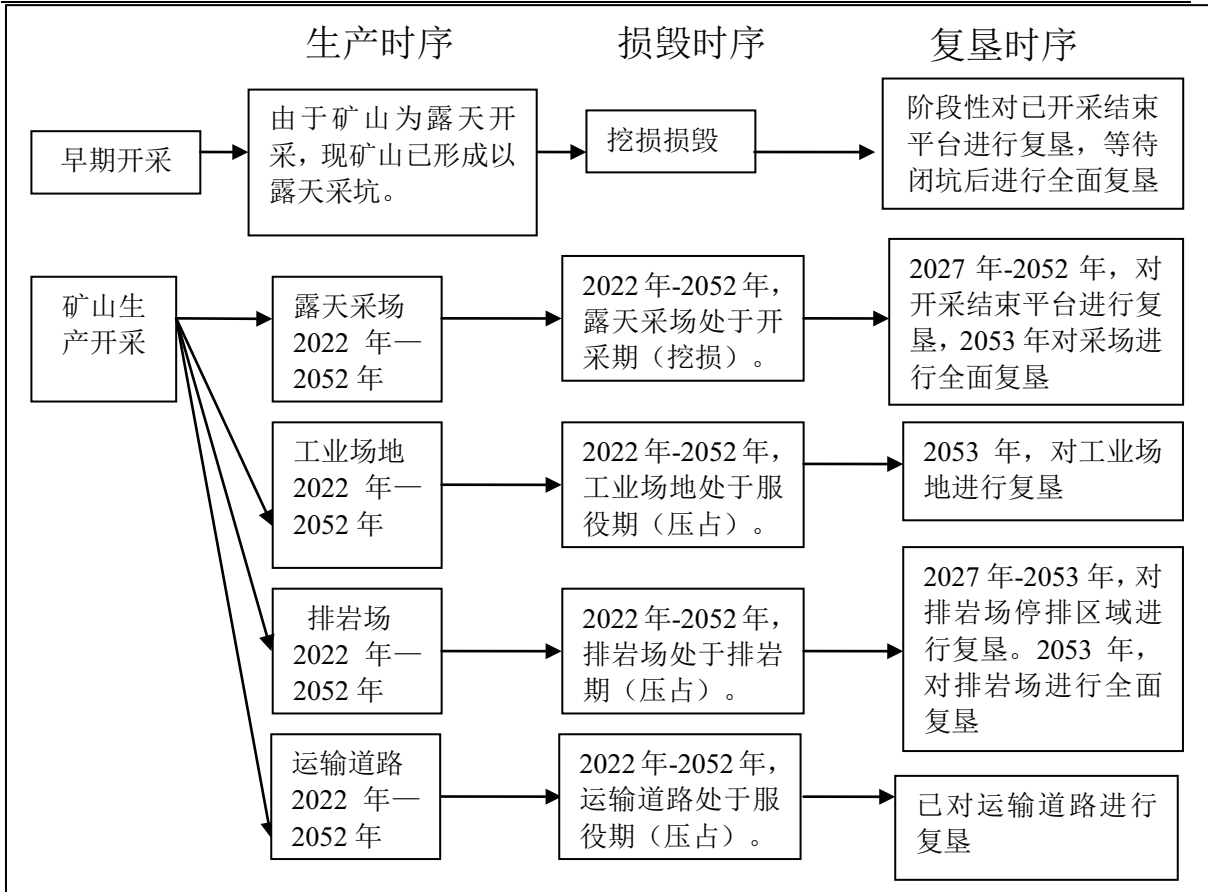 生产时序 损毁时序 复垦时序
早期开采
由于矿山为露天开
采，现矿山已形成以
露天采坑。
挖损损毁
阶段性对已开采结束
平台进行复垦，等待
闭坑后进行全面复垦
矿山生
产开采
露天采场
2022 年—
2052 年
2022 年-2052 年，
露天采场处于开
采期（挖损）。
2027 年-2052 年，对
开采结束平台进行复
垦，2053 年对采场进
行全面复垦
工业场地
2022 年—
2052 年
2022 年-2052 年，
工业场地处于服
役期（压占）。
2053 年，对工业场
地进行复垦
排岩场
2022 年—
2052 年
2022 年-2052 年，
排岩场处于排岩
期（压占）。
2027 年-2053 年，对
排岩场停排区域进
行复垦。2053 年，
对排岩场进行全面
复垦
运输道路
2022 年—
2052 年
2022 年-2052 年，
运输道路处于服
役期（压占）。
已对运输道路进行
复垦